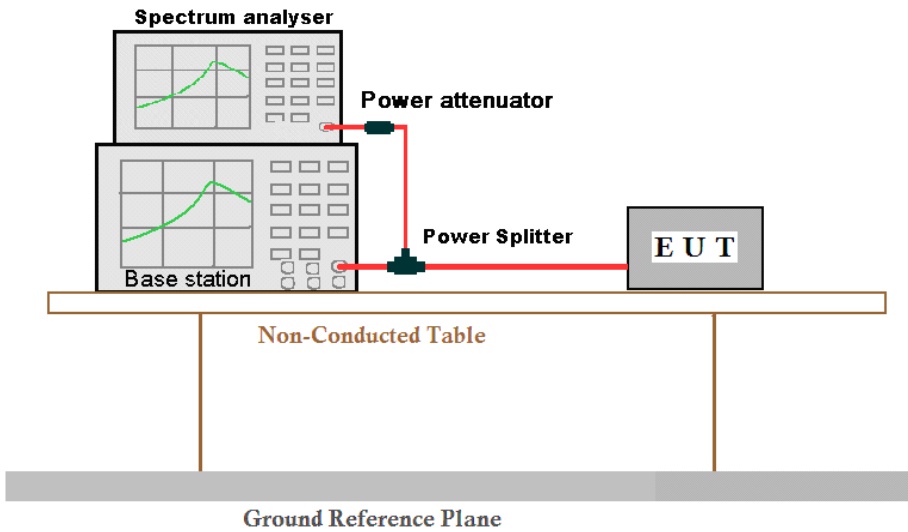 Spectrum analyser
Power attenuator
Power Splitter
E U T
Base station
Non-Conducted Table
Ground Reference Plane